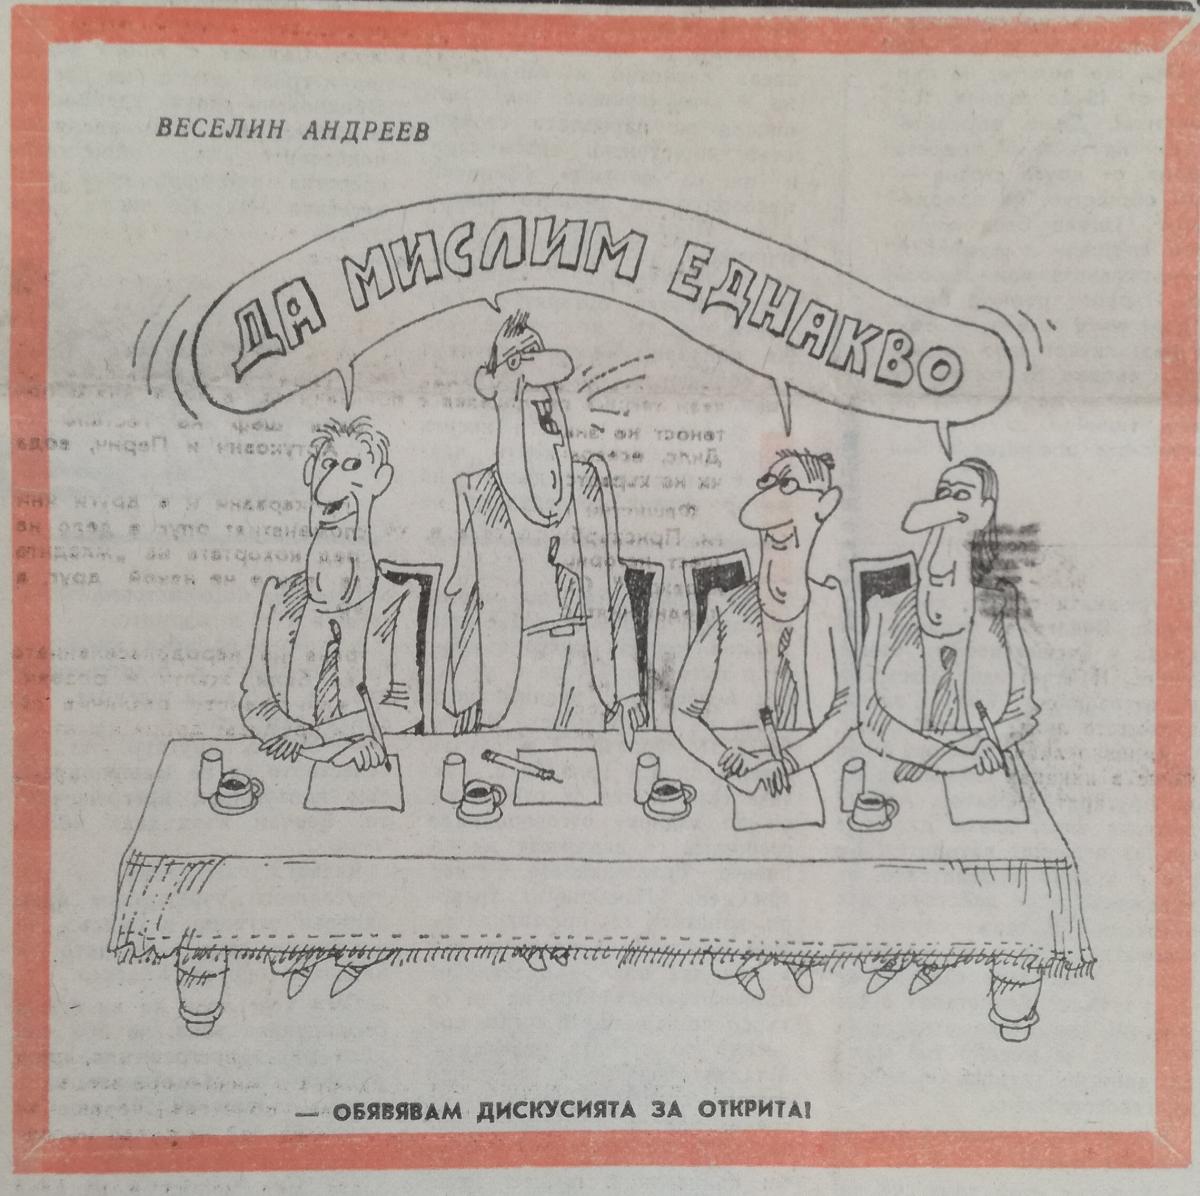 ВЕСЕЛИН АНДРЕЕВ
ДА МИСЛИМ ЕДНАКВО
— ОБЯВЯВАМ ДИСКУСИЯТА ЗА ОТКРИТА!